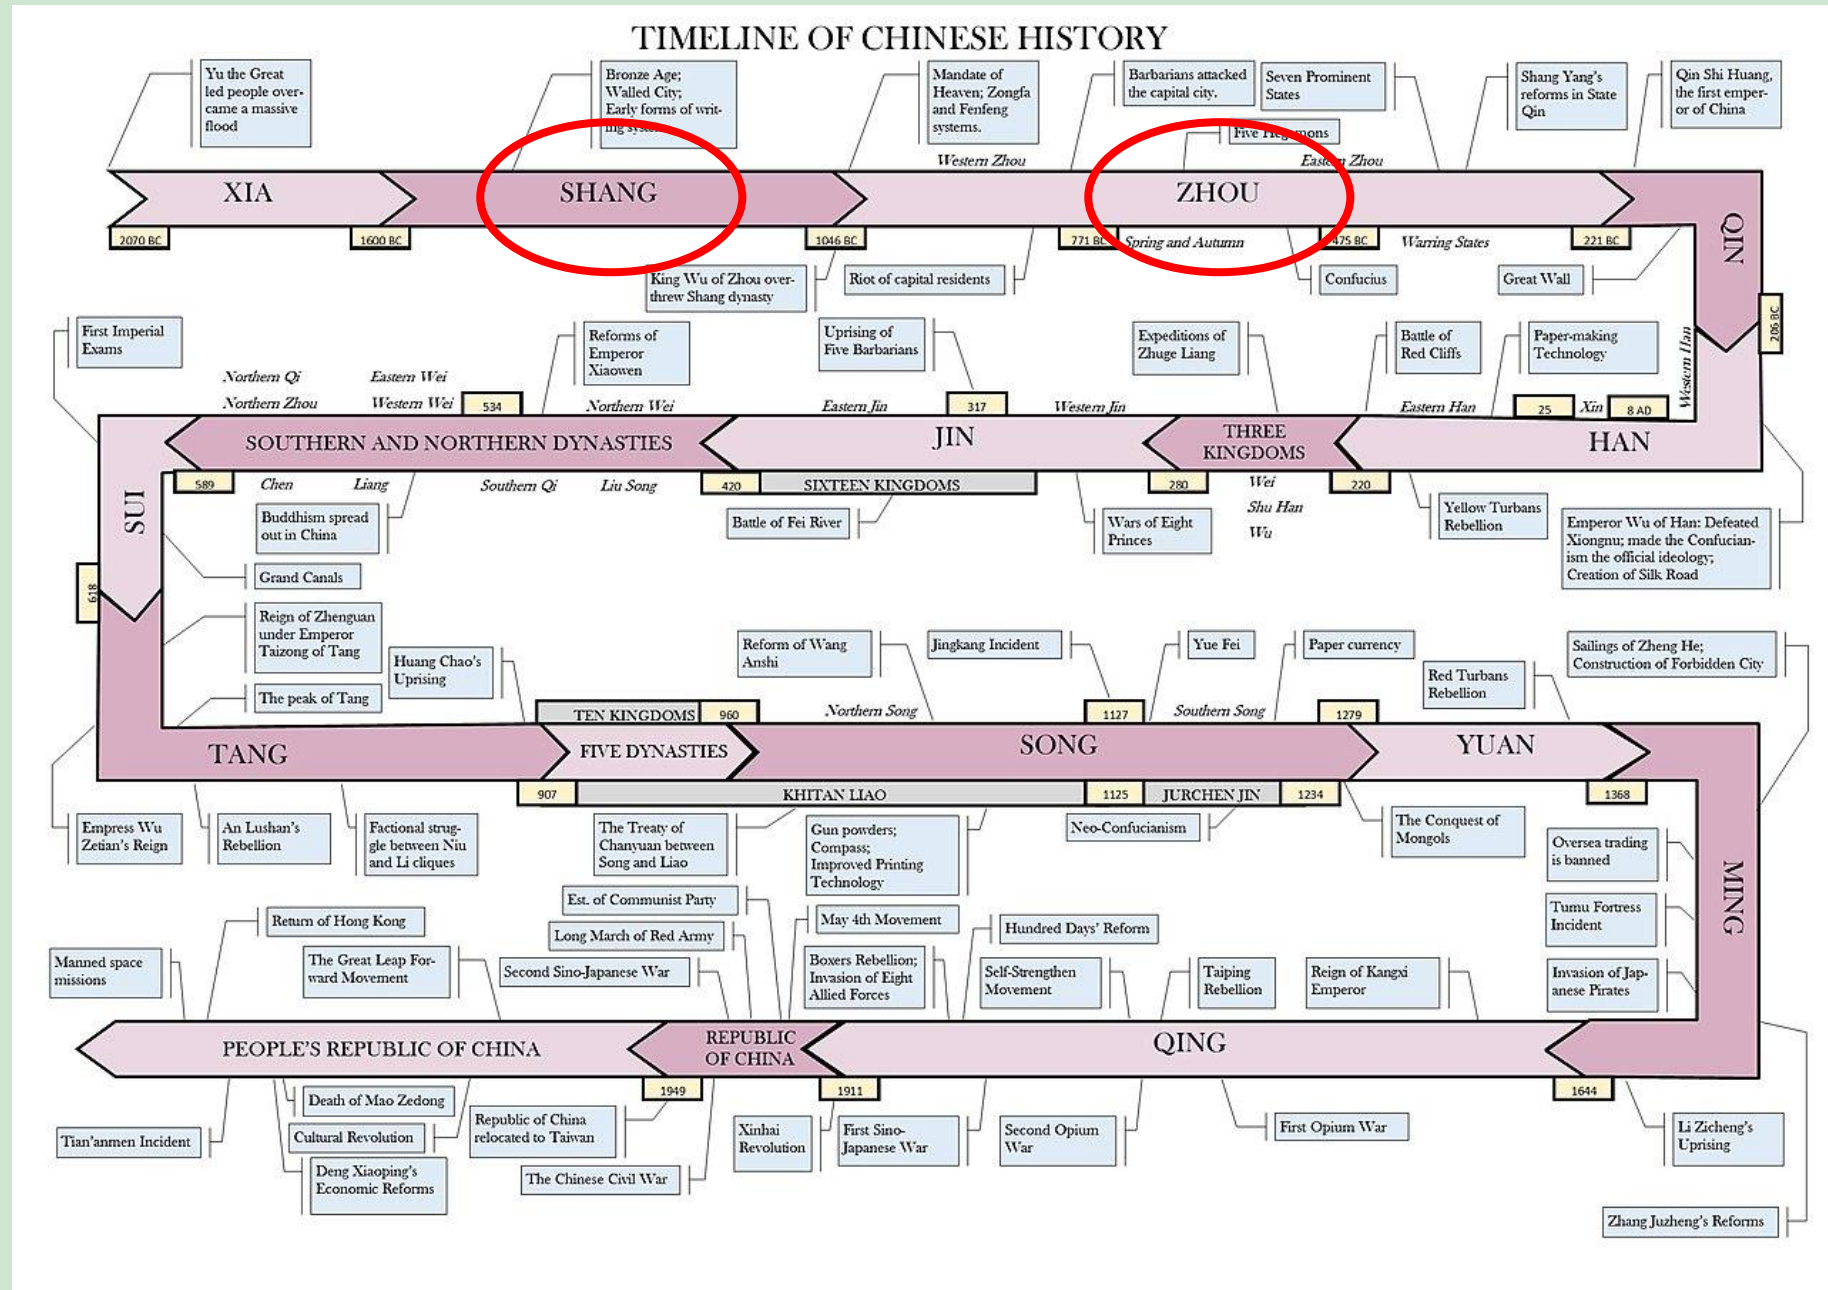 TIMELINE OF CHINESE HISTORY
Yu the Great
led people over-
came a massive
flood
Bronze Age;
Walled City;
Early forms of writ-
ing system
Mandate of
Heaven; Zongfa
and Fenfeng
systems.
Barbarians attacked
the capital city.
Seven Prominent
States
Five Hegemons
Shang Yang's
reforms in State
Qin
Qin Shi Huang,
the first emper-
or of China
Western Zhou
Eastern Zhou
XIA
SHANG
ZHOU
QIN
2070 BC
1600 BC
1046 BC
771 BC
Spring and Autumn
475 BC
Warring States
221 BC
King Wu of Zhou over-
threw Shang dynasty
Riot of capital residents
Confucius
Great Wall
206 BC
First Imperial
Exams
Reforms of
Emperor
Xiaowen
Uprising of
Five Barbarians
Expeditions of
Zhuge Liang
Battle of
Red Cliffs
Paper-making
Technology
Western Han
Northern Qi
Eastern Wei
Northern Zhou
Western Wei
534
Northern Wei
Eastern Jin
317
Western Jin
Eastern Han
25
Xin
8 AD
SOUTHERN AND NORTHERN DYNASTIES
JIN
THREE
KINGDOMS
HAN
SUI
589
Chen
Liang
Southern Qi
Liu Song
420
SIXTEEN KINGDOMS
280
Wei
Shu Han
Wu
220
Buddhism spread
out in China
Battle of Fei River
Wars of Eight
Princes
Yellow Turbans
Rebellion
Emperor Wu of Han: Defeated
Xiongnu; made the Confucian-
ism the official ideology;
Creation of Silk Road
Grand Canals
618
Reign of Zhenguan
under Emperor
Taizong of Tang
Huang Chao's
Uprising
The peak of Tang
Reform of Wang
Anshi
Jingkang Incident
Yue Fei
Paper currency
Red Turbans
Rebellion
Sailings of Zheng He;
Construction of Forbidden City
TEN KINGDOMS
960
Northern Song
1127
Southern Song
1279
TANG
FIVE DYNASTIES
SONG
YUAN
907
KHITAN LIAO
1125
JURCHEN JIN
1234
1368
Empress Wu
Zetian's Reign
An Lushan's
Rebellion
Factional strug-
gle between Niu
and Li cliques
The Treaty of
Chanyuan between
Song and Liao
Gun powders;
Compass;
Improved Printing
Technology
Neo-Confucianism
The Conquest of
Mongols
Oversea trading
is banned
MING
Tumu Fortress
Incident
Invasion of Jap-
anese Pirates
Est. of Communist Party
Long March of Red Army
Second Sino-Japanese War
May 4th Movement
Hundred Days' Reform
Boxers Rebellion;
Invasion of Eight
Allied Forces
Self-Strengthen
Movement
Taiping
Rebellion
Reign of Kangxi
Emperor
Return of Hong Kong
Manned space
missions
The Great Leap For-
ward Movement
PEOPLE'S REPUBLIC OF CHINA
REPUBLIC
OF CHINA
QING
1949
1911
1644
Tian'anmen Incident
Death of Mao Zedong
Cultural Revolution
Deng Xiaoping's
Economic Reforms
Republic of China
relocated to Taiwan
The Chinese Civil War
Xinhai
Revolution
First Sino-
Japanese War
Second Opium
War
First Opium War
Li Zicheng's
Uprising
Zhang Juzheng's Reforms